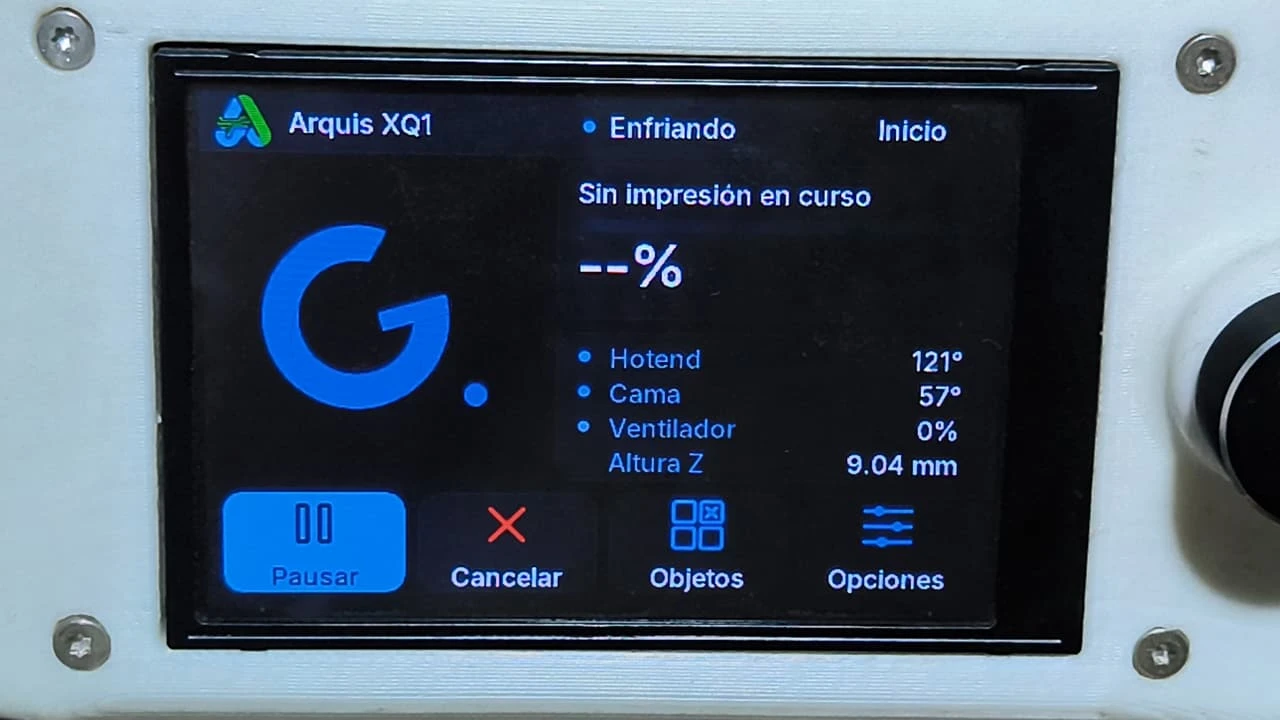 Arquis XQ1
Enfriando
Inicio
Sin impresión en curso
--%
Hotend 121°
Cama 57°
Ventilador 0%
Altura Z 9.04 mm
G.
Pausar
Cancelar
Objetos
Opciones